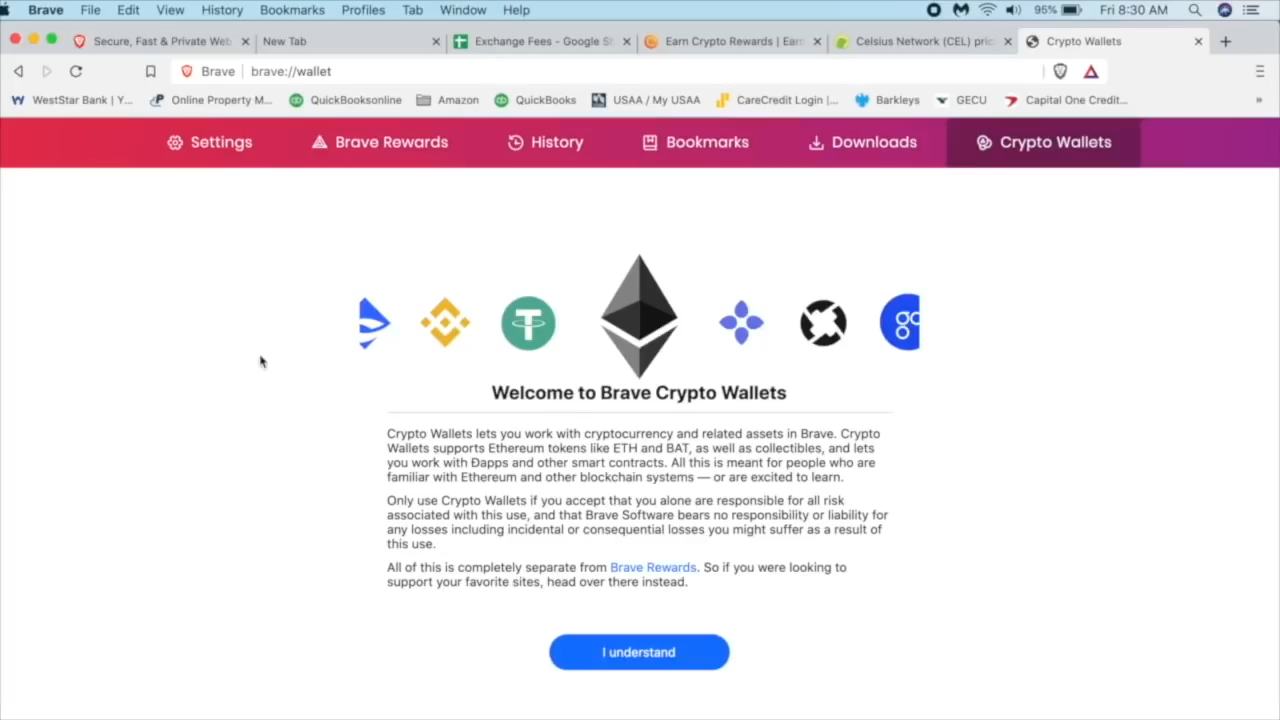 Brave File Edit View History Bookmarks Profiles Tab Window Help 95% Fri 8:30 AM
Secure, Fast & Private Web New Tab Exchange Fees - Google Earn Crypto Rewards | Earn Celsius Network (CEL) pric Crypto Wallets
Brave brave://wallet
WestStar Bank | Y... Online Property M... QuickBooksonline Amazon QuickBooks USAA / My USAA CareCredit Login |... Barkleys GECU Capital One Credit... »
Settings Brave Rewards History Bookmarks Downloads Crypto Wallets
Welcome to Brave Crypto Wallets
Crypto Wallets lets you work with cryptocurrency and related assets in Brave. Crypto
Wallets supports Ethereum tokens like ETH and BAT, as well as collectibles, and lets
you work with Ðapps and other smart contracts. All this is meant for people who are
familiar with Ethereum and other blockchain systems — or are excited to learn.
Only use Crypto Wallets if you accept that you alone are responsible for all risk
associated with this use, and that Brave Software bears no responsibility or liability for
any losses including incidental or consequential losses you might suffer as a result of
this use.
All of this is completely separate from Brave Rewards. So if you were looking to
support your favorite sites, head over there instead.
I understand